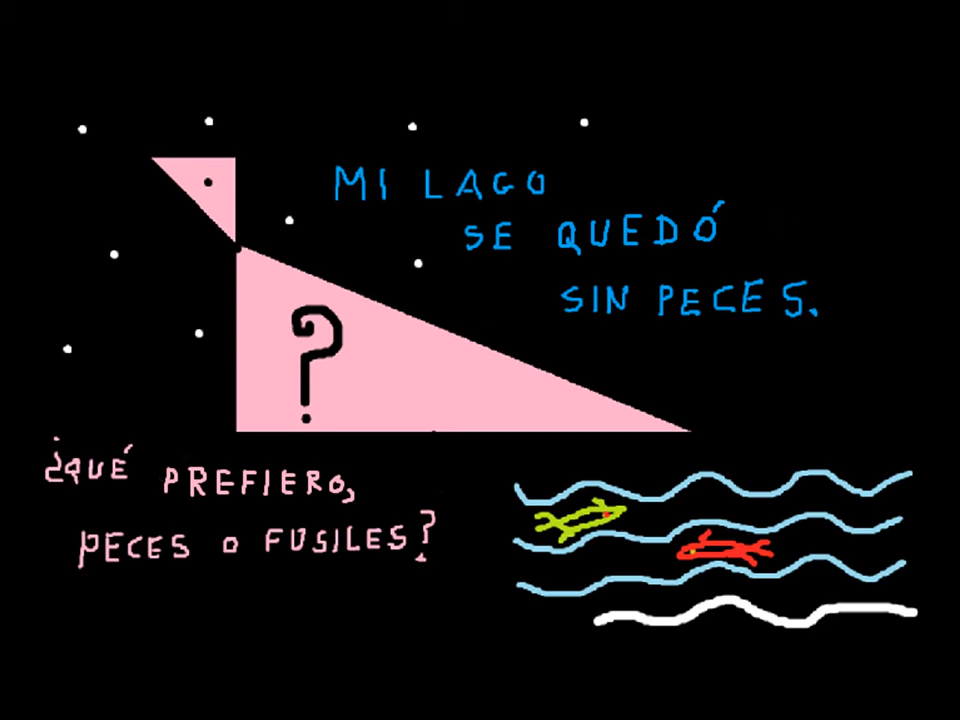 MI LAGO
SE QUEDÓ
SIN PECES.
?
¿QUÉ PREFIERO,
PECES O FUSILES?